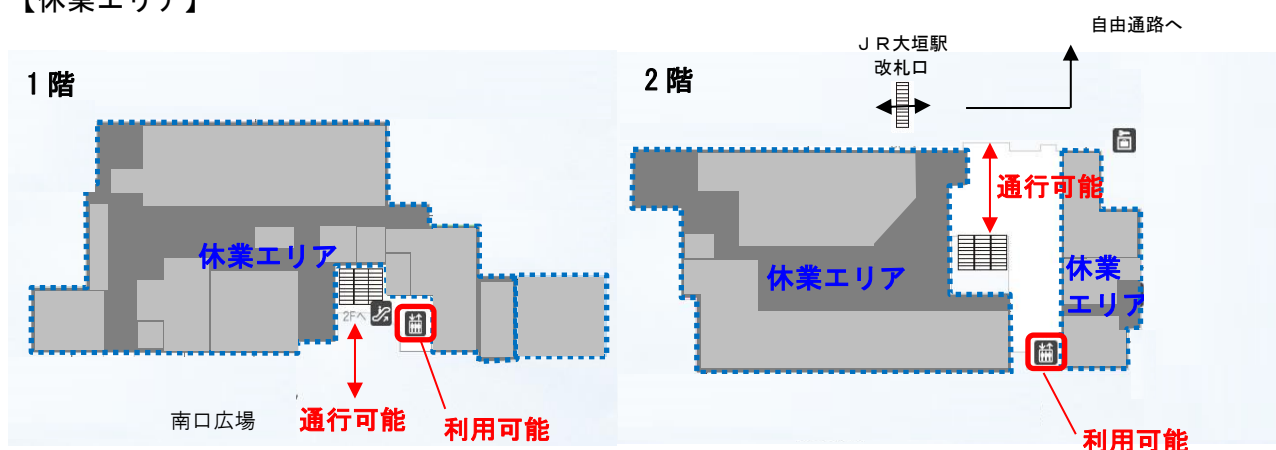 【休業エリア】
1階
休業エリア
2Fへ
南口広場
通行可能
利用可能
自由通路へ
ＪＲ大垣駅
改札口
2階
通行可能
休業エリア
休業
エリア
利用可能